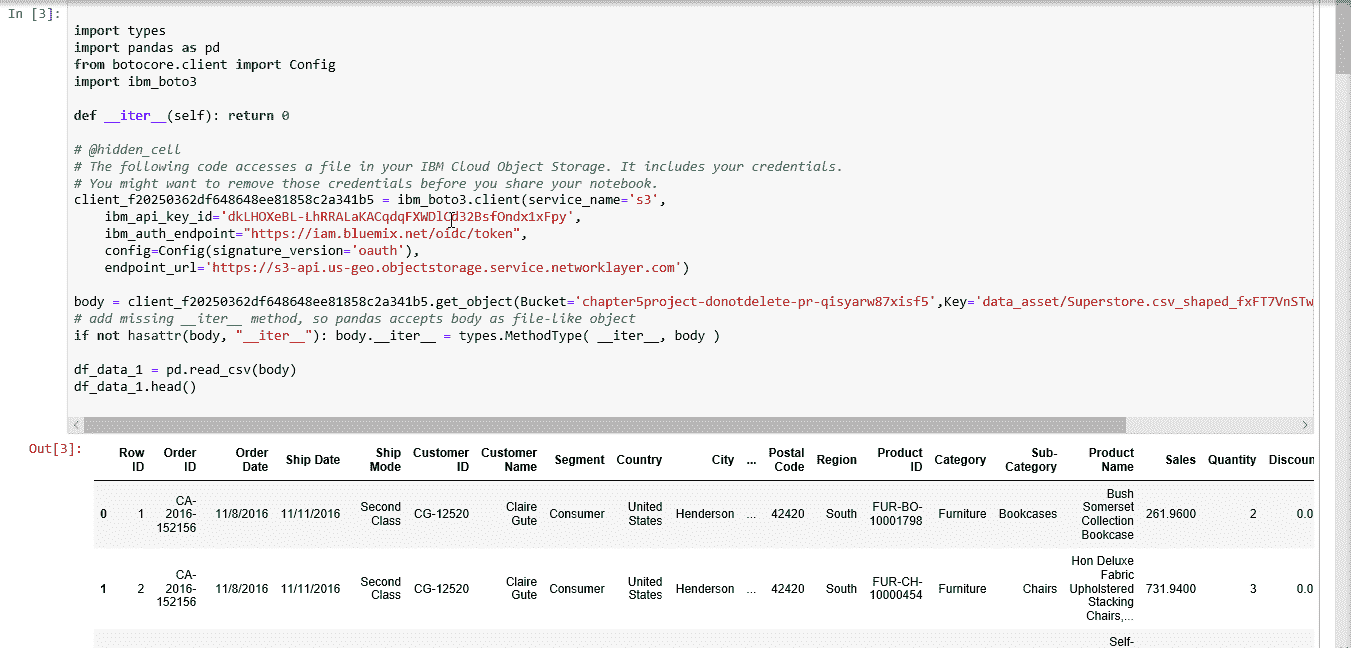 In [3]:
import types
import pandas as pd
from botocore.client import Config
import ibm_boto3
def __iter__(self): return 0
# @hidden_cell
# The following code accesses a file in your IBM Cloud Object Storage. It includes your credentials.
# You might want to remove those credentials before you share your notebook.
client_f20250362df648648ee81858c2a341b5 = ibm_boto3.client(service_name='s3',
ibm_api_key_id='',
ibm_auth_endpoint="https://iam.bluemix.net/oidc/token",
config=Config(signature_version='oauth'),
endpoint_url='https://s3-api.us-geo.objectstorage.service.networklayer.com')
body = client_f20250362df648648ee81858c2a341b5.get_object(Bucket='chapter5project-donotdelete-pr-qisyarw87xisf5',Key='data_asset/Superstore.csv_shaped_fxFT7VnSTw
# add missing __iter__ method, so pandas accepts body as file-like object
if not hasattr(body, "__iter__"): body.__iter__ = types.MethodType( __iter__, body )
df_data_1 = pd.read_csv(body)
df_data_1.head()
Out[3]:
Row ID Order ID Order Date Ship Date Ship Mode Customer ID Customer Name Segment Country City ... Postal Code Region Product ID Category Sub-Category Product Name Sales Quantity Discoun
0 1 CA-2016-152156 11/8/2016 11/11/2016 Second Class CG-12520 Claire Gute Consumer United States Henderson ... 42420 South FUR-BO-10001798 Furniture Bookcases Bush Somerset Collection Bookcase 261.9600 2 0.0
1 2 CA-2016-152156 11/8/2016 11/11/2016 Second Class CG-12520 Claire Gute Consumer United States Henderson ... 42420 South FUR-CH-10000454 Furniture Chairs Hon Deluxe Fabric Upholstered Stacking Chairs,... 731.9400 3 0.0
Self-